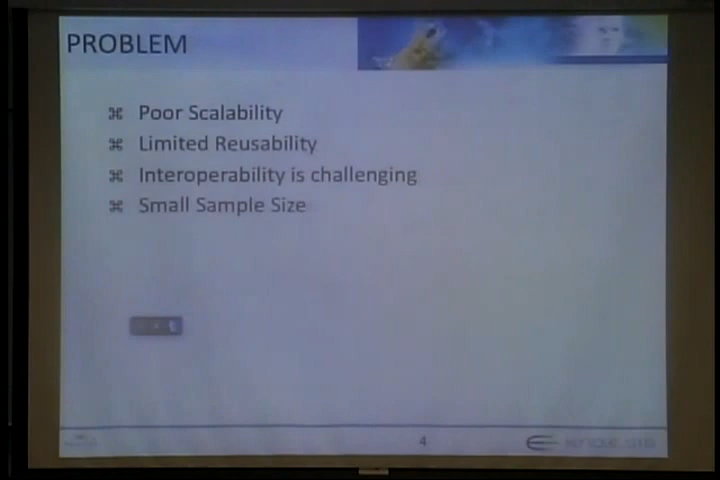 PROBLEM
⌘ Poor Scalability
⌘ Limited Reusability
⌘ Interoperability is challenging
⌘ Small Sample Size
4